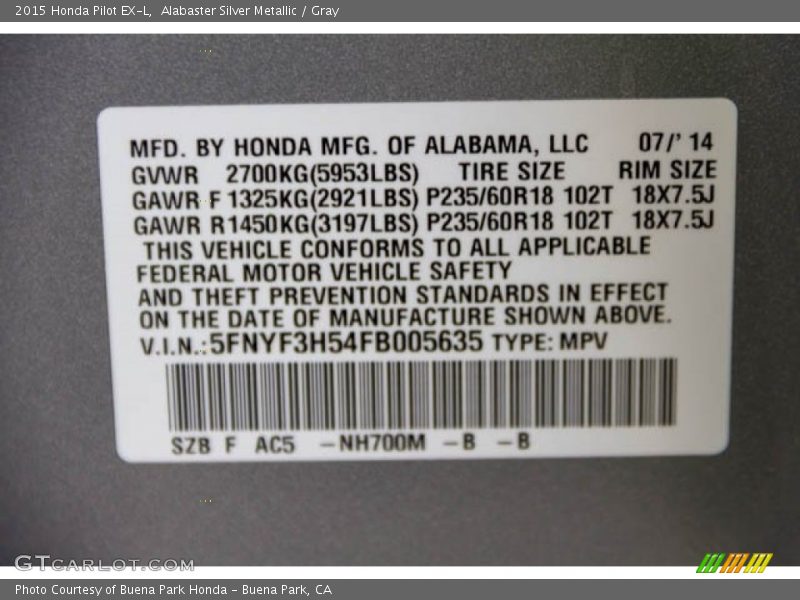 2015 Honda Pilot EX-L,  Alabaster Silver Metallic / Gray
MFD. BY HONDA MFG. OF ALABAMA, LLC 07/' 14
GVWR 2700KG(5953LBS) TIRE SIZE RIM SIZE
GAWR F 1325KG(2921LBS) P235/60R18 102T 18X7.5J
GAWR R1450KG(3197LBS) P235/60R18 102T 18X7.5J
THIS VEHICLE CONFORMS TO ALL APPLICABLE
FEDERAL MOTOR VEHICLE SAFETY
AND THEFT PREVENTION STANDARDS IN EFFECT
ON THE DATE OF MANUFACTURE SHOWN ABOVE.
V.I.N.:5FNYF3H54FB005635 TYPE: MPV
SZB F AC5 -NH700M -B -B
GTCARLOT.COM
Photo Courtesy of Buena Park Honda - Buena Park, CA